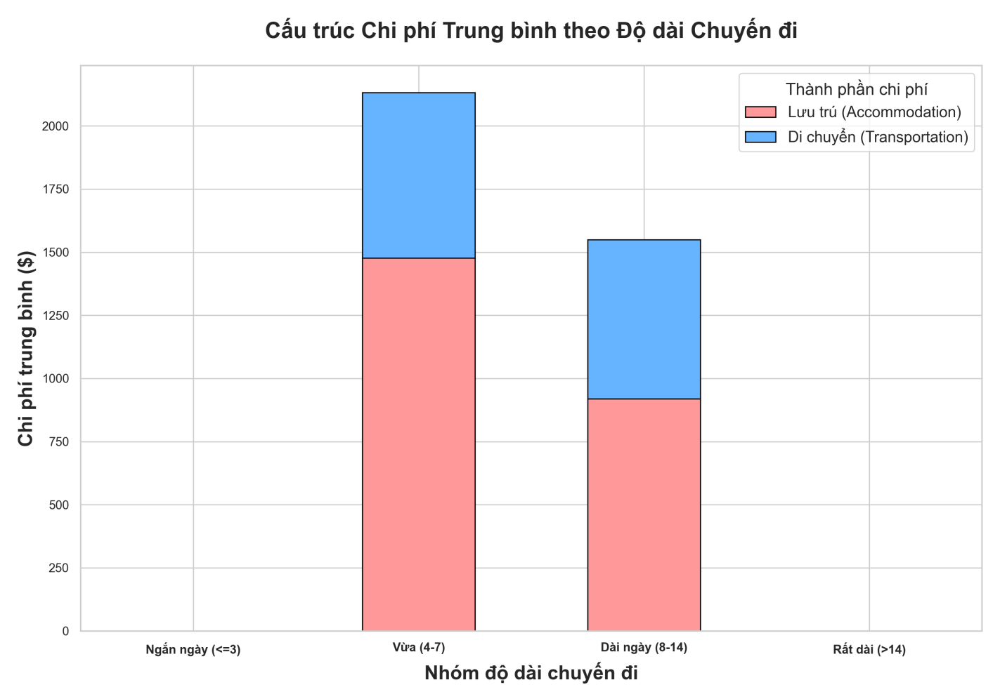 Cấu trúc Chi phí Trung bình theo Độ dài Chuyến đi
Thành phần chi phí
Lưu trú (Accommodation)
Di chuyển (Transportation)
Chi phí trung bình ($)
2000
1750
1500
1250
1000
750
500
250
0
Ngắn ngày (<=3)
Vừa (4-7)
Dài ngày (8-14)
Rất dài (>14)
Nhóm độ dài chuyến đi